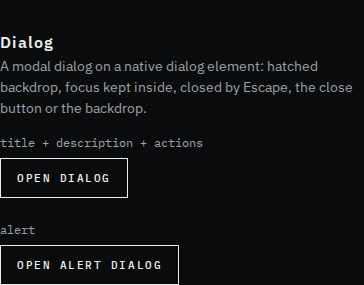 Dialog
A modal dialog on a native dialog element: hatched
backdrop, focus kept inside, closed by Escape, the close
button or the backdrop.
title + description + actions
OPEN DIALOG
alert
OPEN ALERT DIALOG